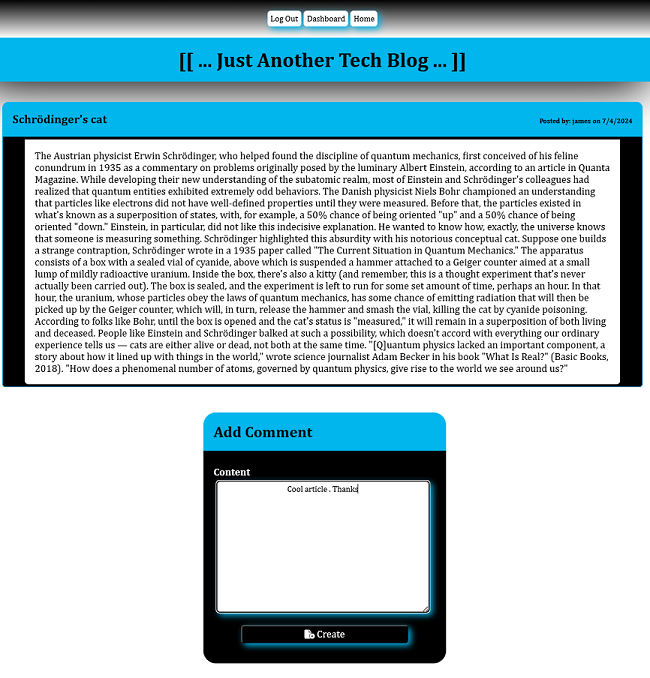 Log Out Dashboard Home
[[ ... Just Another Tech Blog ... ]]
Schrödinger's cat
Posted by: james on 7/4/2024
The Austrian physicist Erwin Schrödinger, who helped found the discipline of quantum mechanics, first conceived of his feline
conundrum in 1935 as a commentary on problems originally posed by the luminary Albert Einstein, according to an article in Quanta
Magazine. While developing their new understanding of the subatomic realm, most of Einstein and Schrödinger's colleagues had
realized that quantum entities exhibited extremely odd behaviors. The Danish physicist Niels Bohr championed an understanding
that particles like electrons did not have well-defined properties until they were measured. Before that, the particles existed in
what's known as a superposition of states, with, for example, a 50% chance of being oriented "up" and a 50% chance of being
oriented "down." Einstein, in particular, did not like this indecisive explanation. He wanted to know how, exactly, the universe knows
that someone is measuring something. Schrödinger highlighted this absurdity with his notorious conceptual cat. Suppose one builds
a strange contraption, Schrödinger wrote in a 1935 paper called "The Current Situation in Quantum Mechanics." The apparatus
consists of a box with a sealed vial of cyanide, above which is suspended a hammer attached to a Geiger counter aimed at a small
lump of mildly radioactive uranium. Inside the box, there's also a kitty (and remember, this is a thought experiment that's never
actually been carried out). The box is sealed, and the experiment is left to run for some set amount of time, perhaps an hour. In that
hour, the uranium, whose particles obey the laws of quantum mechanics, has some chance of emitting radiation that will then be
picked up by the Geiger counter, which will, in turn, release the hammer and smash the vial, killing the cat by cyanide poisoning.
According to folks like Bohr, until the box is opened and the cat's status is "measured," it will remain in a superposition of both living
and deceased. People like Einstein and Schrödinger balked at such a possibility, which doesn't accord with everything our ordinary
experience tells us — cats are either alive or dead, not both at the same time. "[Q]uantum physics lacked an important component, a
story about how it lined up with things in the world," wrote science journalist Adam Becker in his book "What Is Real?" (Basic Books,
2018). "How does a phenomenal number of atoms, governed by quantum physics, give rise to the world we see around us?"
Add Comment
Content
Cool article . Thanks
Create